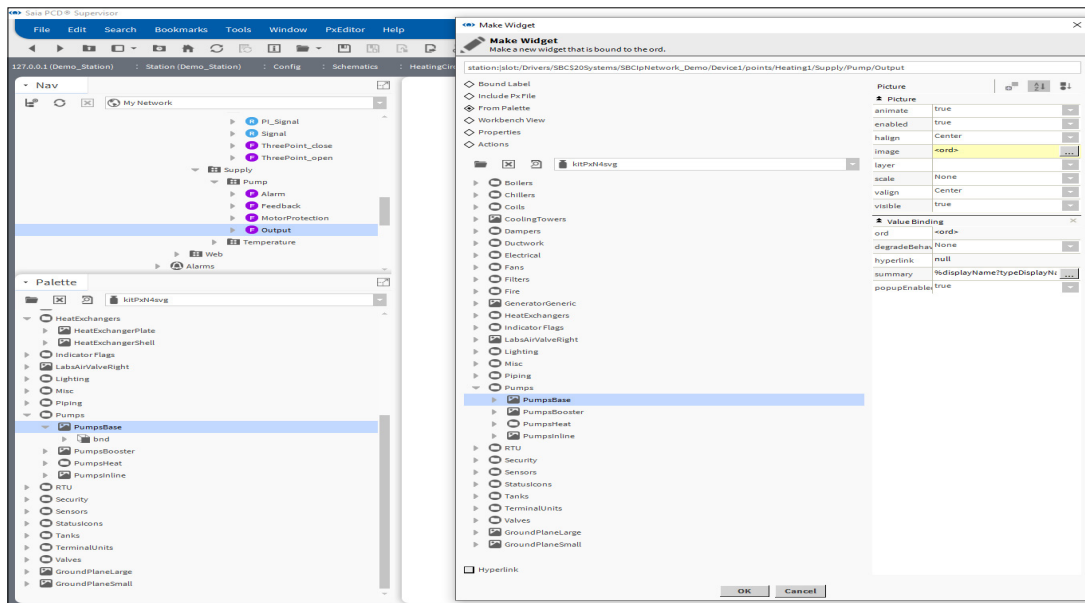 Saia PCD® Supervisor
File Edit Search Bookmarks Tools Window PxEditor Help
127.0.0.1 (Demo_Station) : Station (Demo_Station) : Config : Schematics : HeatingCir
Nav
My Network
PI_Signal
Signal
ThreePoint_close
ThreePoint_open
Supply
Pump
Alarm
Feedback
MotorProtection
Output
Temperature
Web
Alarms
Palette
kitPxN4svg
HeatExchangers
HeatExchangerPlate
HeatExchangerShell
Indicator Flags
LabsAirValveRight
Lighting
Misc
Piping
Pumps
PumpsBase
bnd
PumpsBooster
PumpsHeat
PumpsInline
RTU
Security
Sensors
StatusIcons
Tanks
TerminalUnits
Valves
GroundPlaneLarge
GroundPlaneSmall
Make Widget
Make Widget
Make a new widget that is bound to the ord.
station:|slot:/Drivers/SBC$20Systems/SBCIpNetwork_Demo/Device1/points/Heating1/Supply/Pump/Output
Bound Label
Include Px File
From Palette
Workbench View
Properties
Actions
kitPxN4svg
Boilers
Chillers
Coils
CoolingTowers
Dampers
Ductwork
Electrical
Fans
Filters
Fire
GeneratorGeneric
HeatExchangers
Indicator Flags
LabsAirValveRight
Lighting
Misc
Piping
Pumps
PumpsBase
PumpsBooster
PumpsHeat
PumpsInline
RTU
Security
Sensors
StatusIcons
Tanks
TerminalUnits
Valves
GroundPlaneLarge
GroundPlaneSmall
Hyperlink
Picture
Picture
animate true
enabled true
halign Center
image <ord> ...
layer
scale None
valign Center
visible true
Value Binding
ord <ord>
degradeBehav None
hyperlink null
summary %displayName?typeDisplayNa ...
popupEnable true
OK Cancel